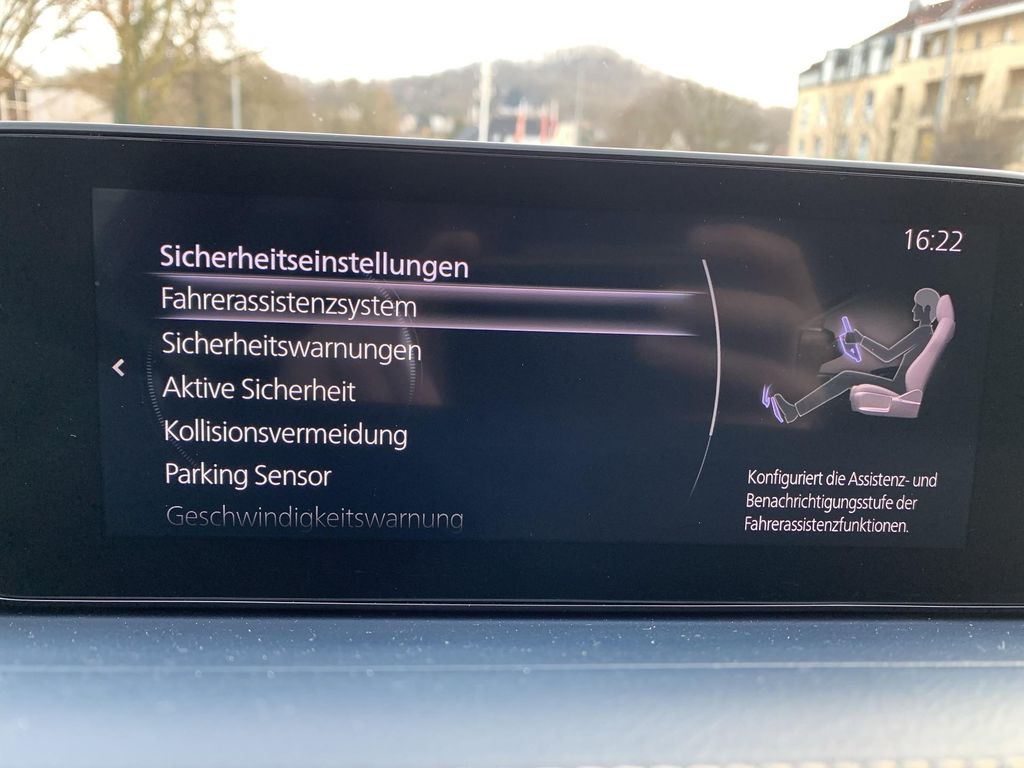 16:22
Sicherheitseinstellungen
Fahrerassistenzsystem
Sicherheitswarnungen
Aktive Sicherheit
Kollisionsvermeidung
Parking Sensor
Geschwindigkeitswarnung
Konfiguriert die Assistenz- und
Benachrichtigungsstufe der
Fahrerassistenzfunktionen.